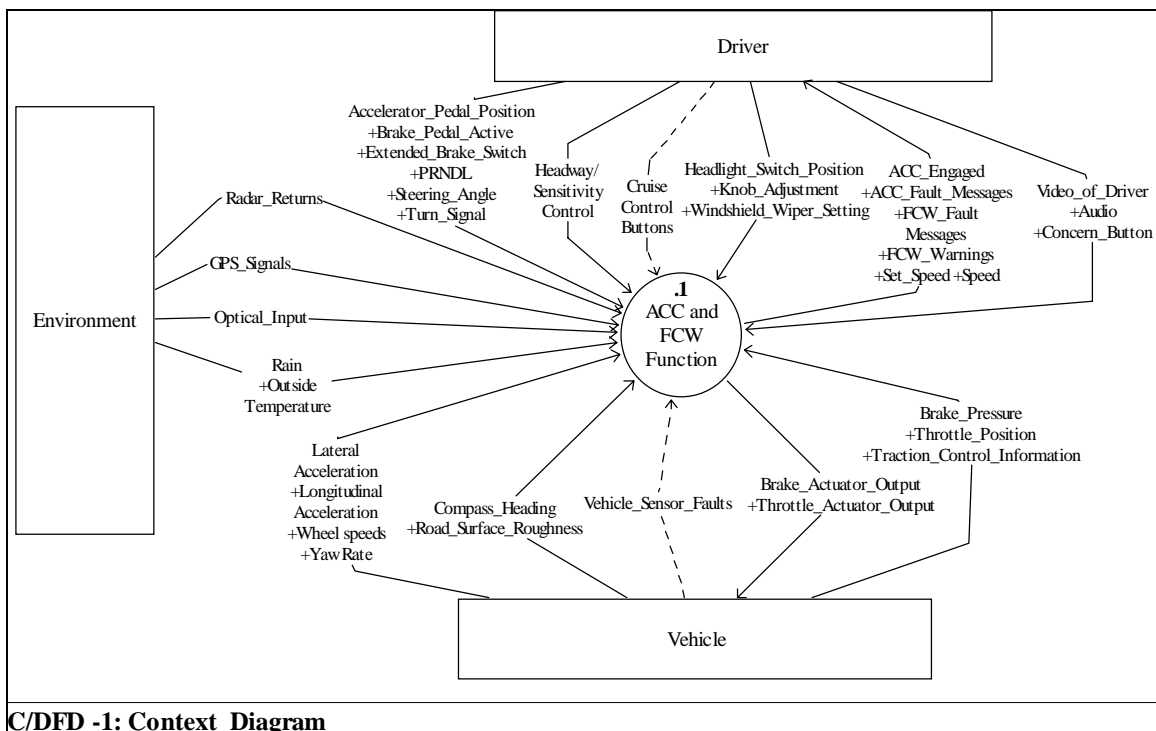 Driver
Accelerator_Pedal_Position
+Brake_Pedal_Active
+Extended_Brake_Switch
+PRNDL
+Steering_Angle
+Turn_Signal
Headway/
Sensitivity
Control
Cruise
Control
Buttons
Headlight_Switch_Position
+Knob_Adjustment
+Windshield_Wiper_Setting
ACC_Engaged
+ACC_Fault_Messages
+FCW_Fault
Messages
+FCW_Warnings
+Set_Speed +Speed
Video_of_Driver
+Audio
+Concern_Button
Environment
Radar_Returns
GPS_Signals
Optical_Input
Rain
+Outside
Temperature
.1
ACC and
FCW
Function
Lateral
Acceleration
+Longitudinal
Acceleration
+Wheel speeds
+Yaw Rate
Compass_Heading
+Road_Surface_Roughness
Vehicle_Sensor_Faults
Brake_Actuator_Output
+Throttle_Actuator_Output
Brake_Pressure
+Throttle_Position
+Traction_Control_Information
Vehicle
C/DFD -1: Context_Diagram